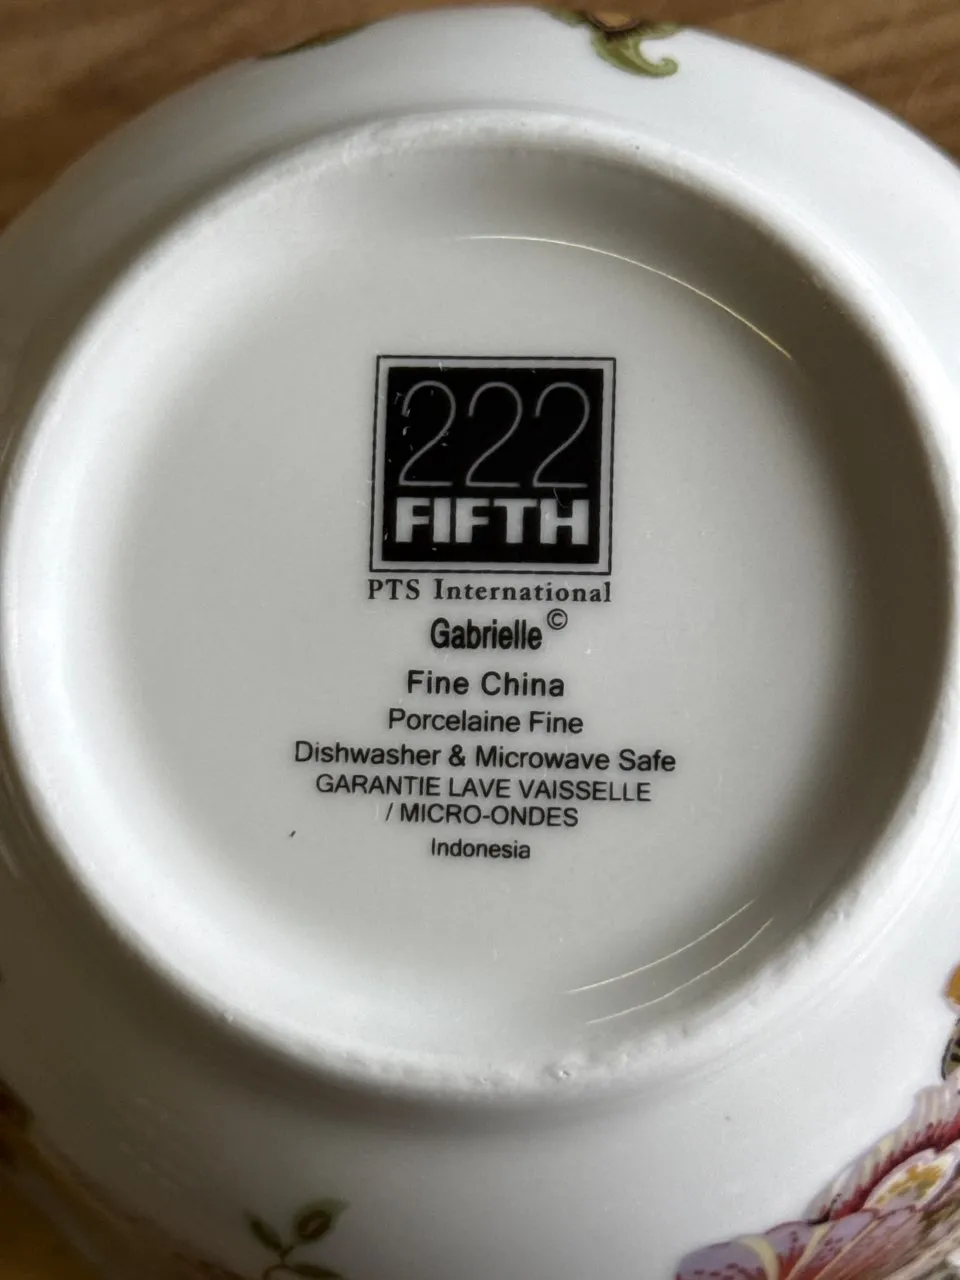 222
FIFTH
PTS International
Gabrielle©
Fine China
Porcelaine Fine
Dishwasher & Microwave Safe
GARANTIE LAVE VAISSELLE
/ MICRO-ONDES
Indonesia